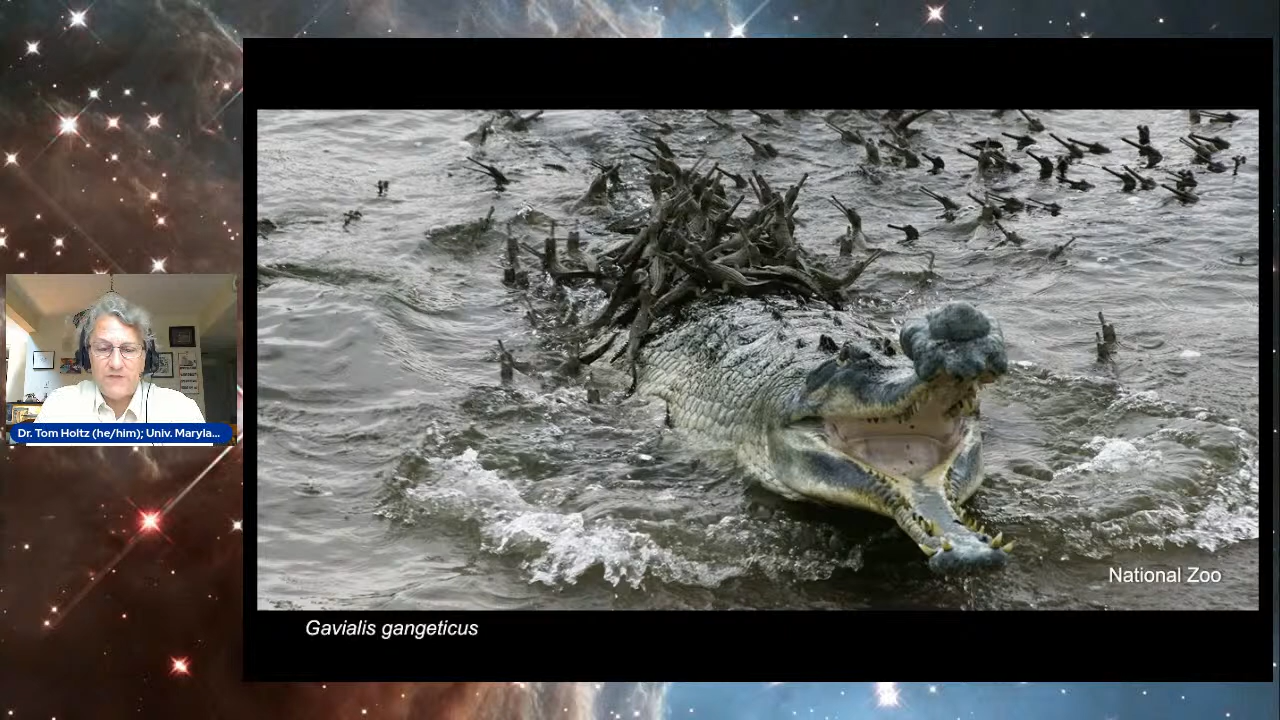 Dr. Tom Holtz (he/him); Univ. Maryla...
National Zoo
Gavialis gangeticus